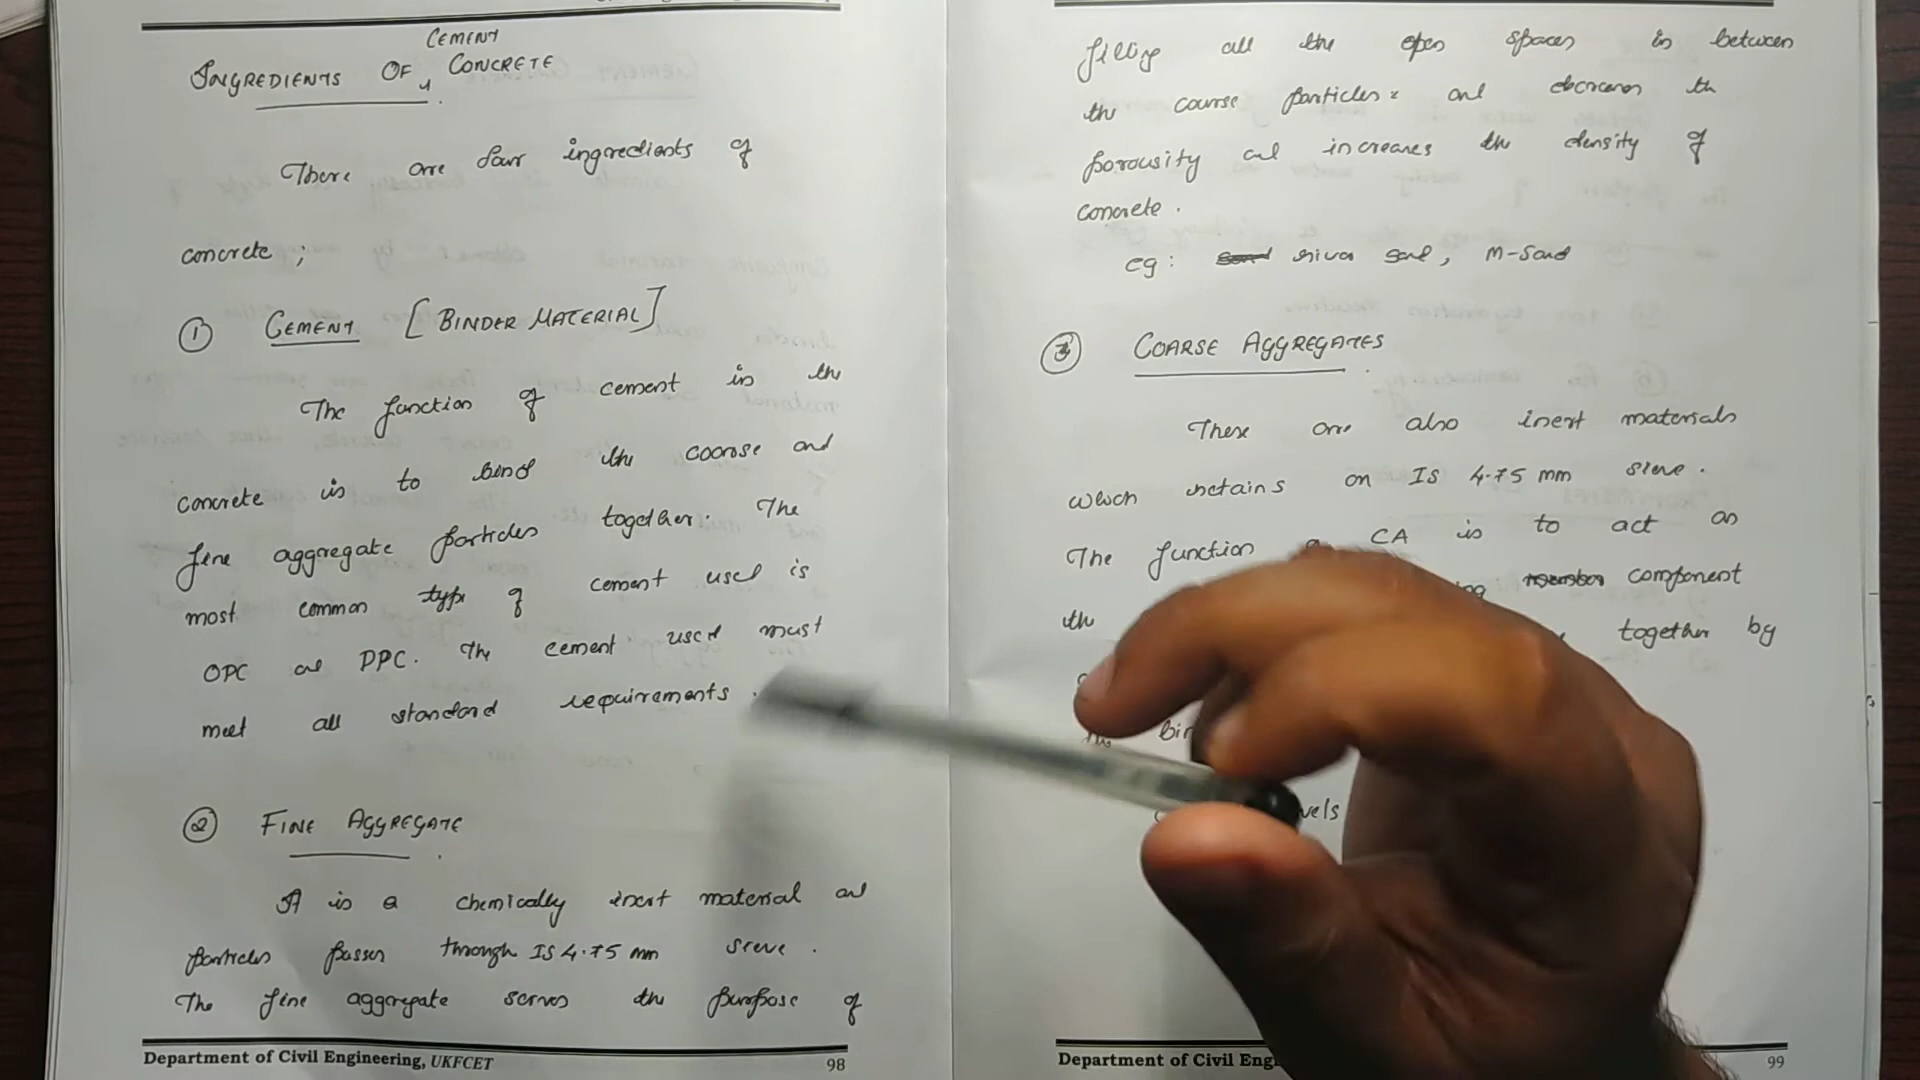 CEMENT
INGREDIENTS OF CONCRETE
There are four ingredients of
concrete ;
① CEMENT [BINDER MATERIAL]
The function of cement in the
concrete is to bind the coarse and
fine aggregate particles together. The
most common type of cement used is
OPC and PPC. The cement used must
meet all standard requirements.
② FINE AGGREGATE
It is a chemically inert material and
particles passes through IS 4.75 mm sieve.
The fine aggregate serves the purpose of
Department of Civil Engineering, UKFCET 98
filling all the open spaces in between
the course particles and decreases the
porosity and increases the density of
concrete.
eg: river sand, M-Sand
③ COARSE AGGREGATES
These are also inert materials
which retains on IS 4.75 mm sieve.
The function CA is to act as
the component
together by
the
Department of Civil 99